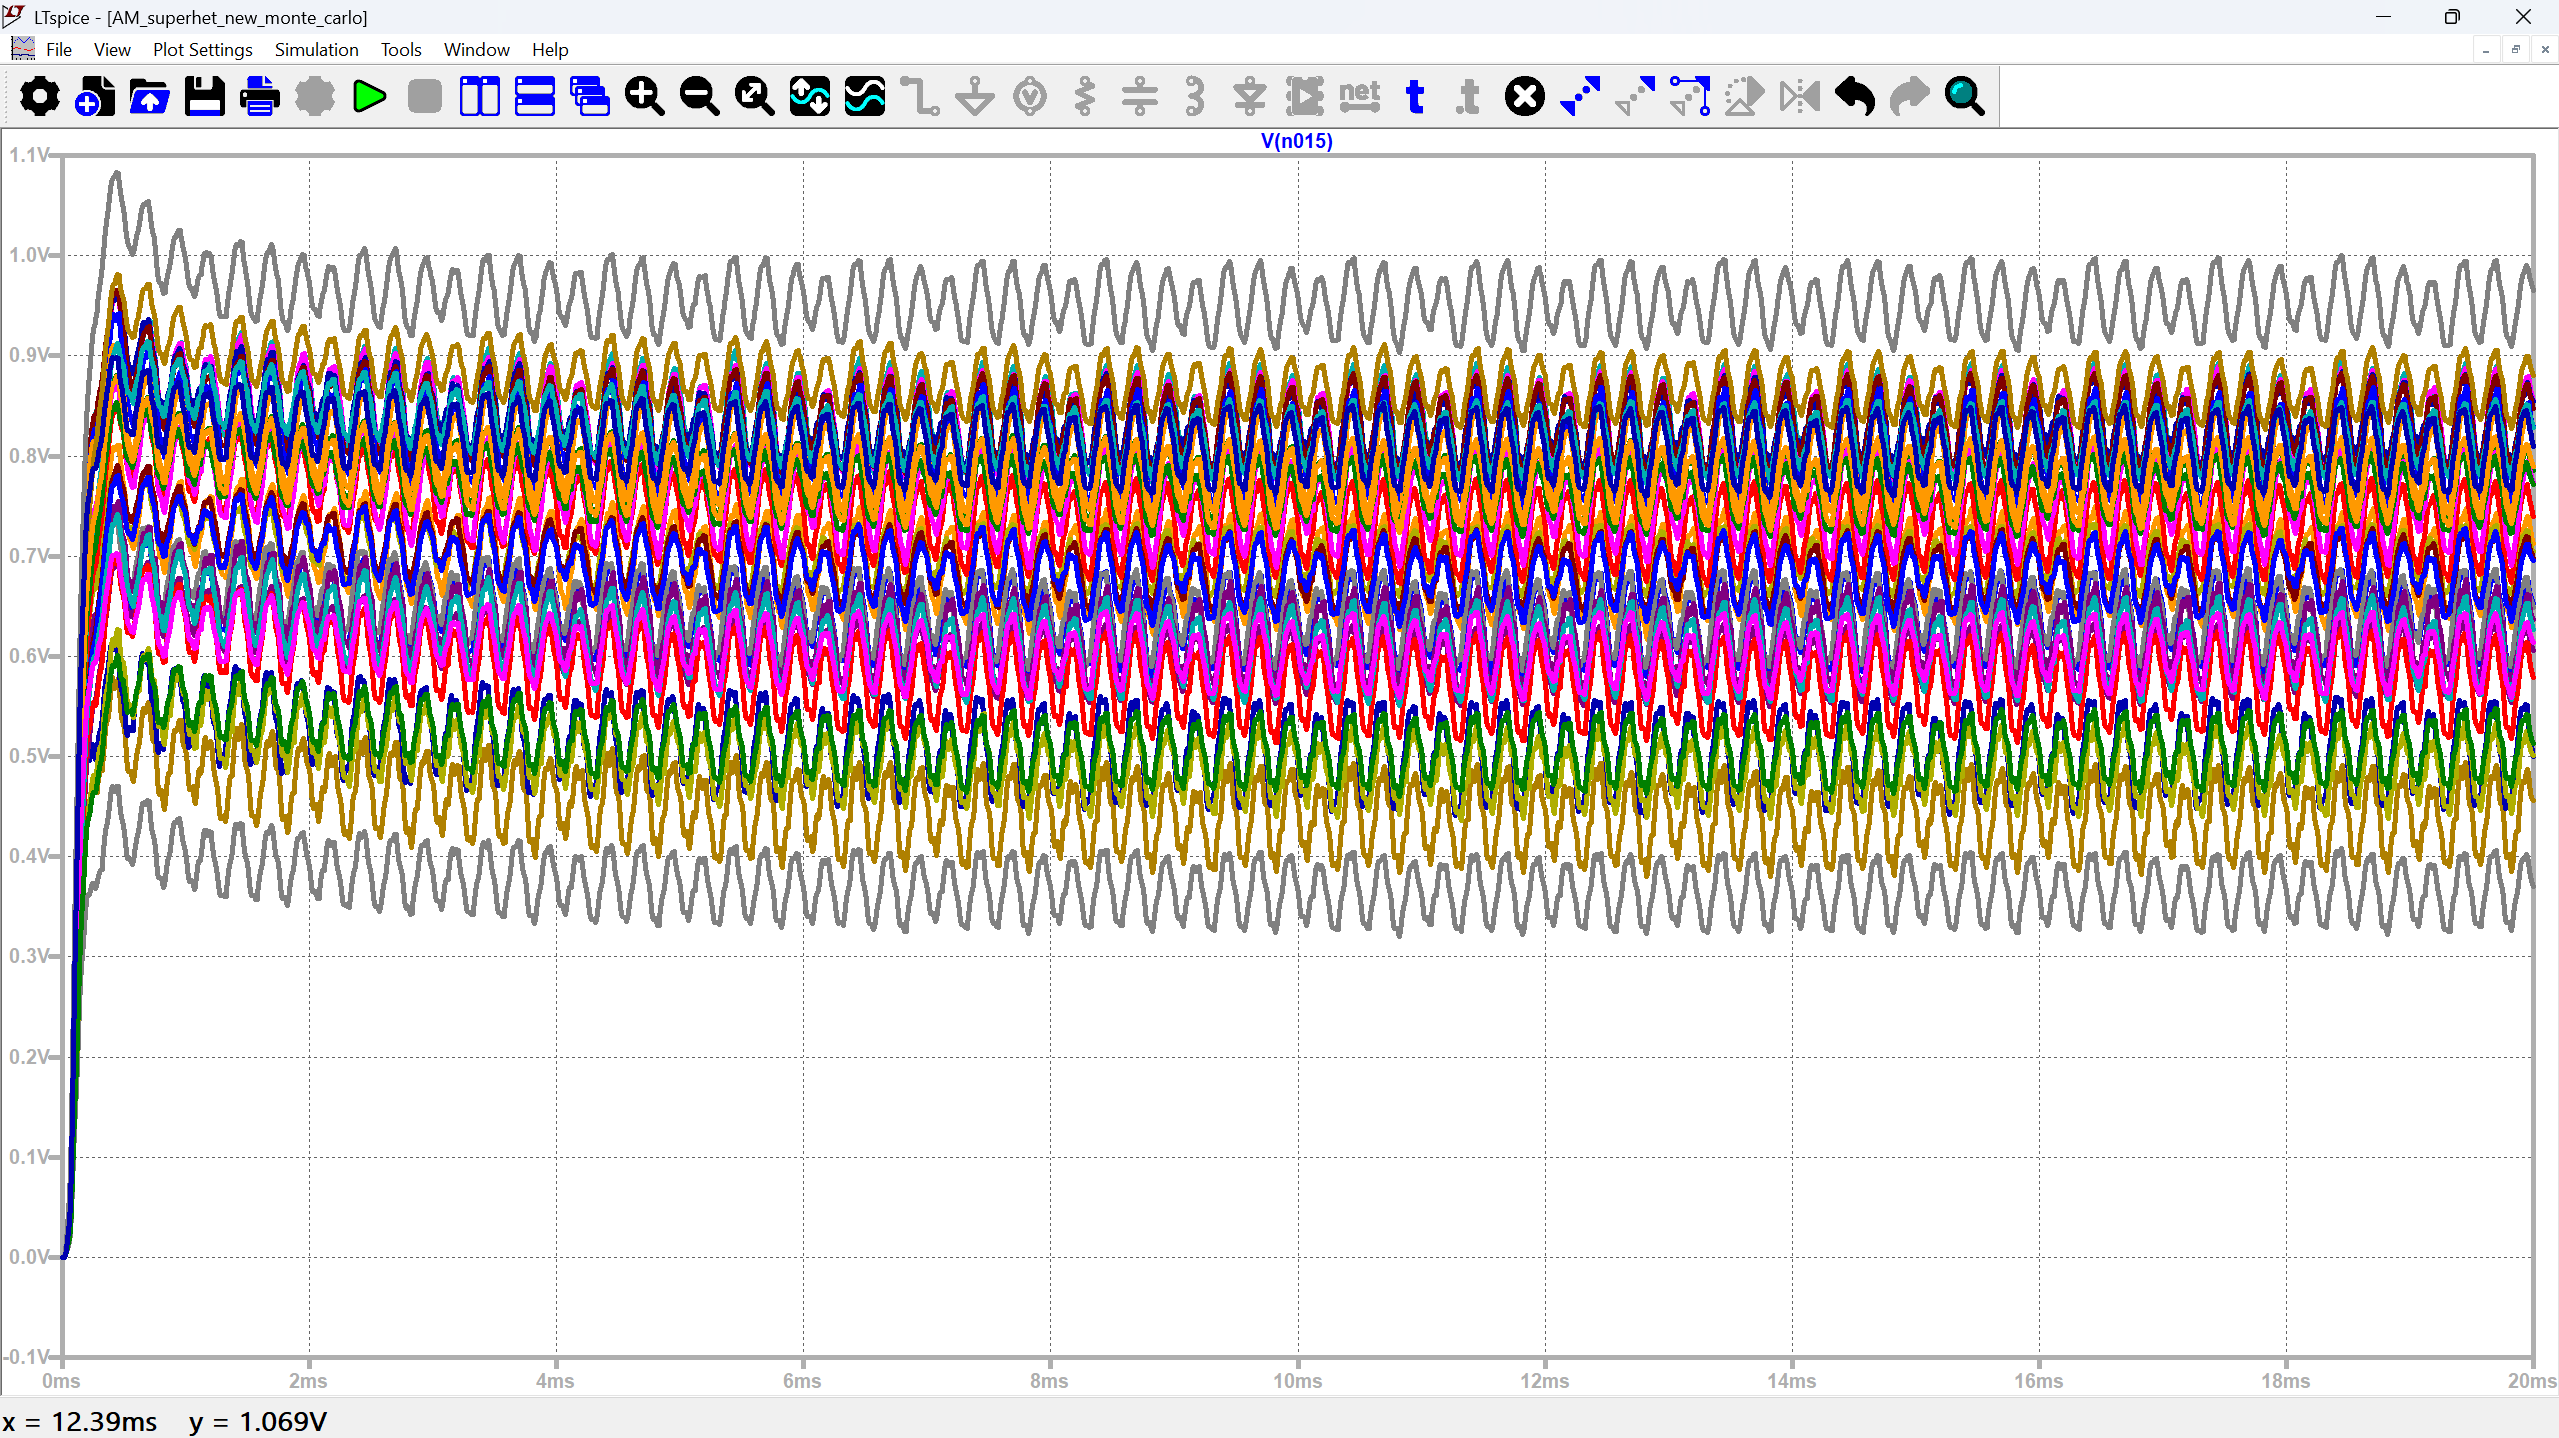 LTspice - [AM_superhet_new_monte_carlo]
File View Plot Settings Simulation Tools Window Help
net t .t
V(n015)
1.1V
1.0V
0.9V
0.8V
0.7V
0.6V
0.5V
0.4V
0.3V
0.2V
0.1V
0.0V
-0.1V
0ms 2ms 4ms 6ms 8ms 10ms 12ms 14ms 16ms 18ms 20ms
x = 12.39ms y = 1.069V